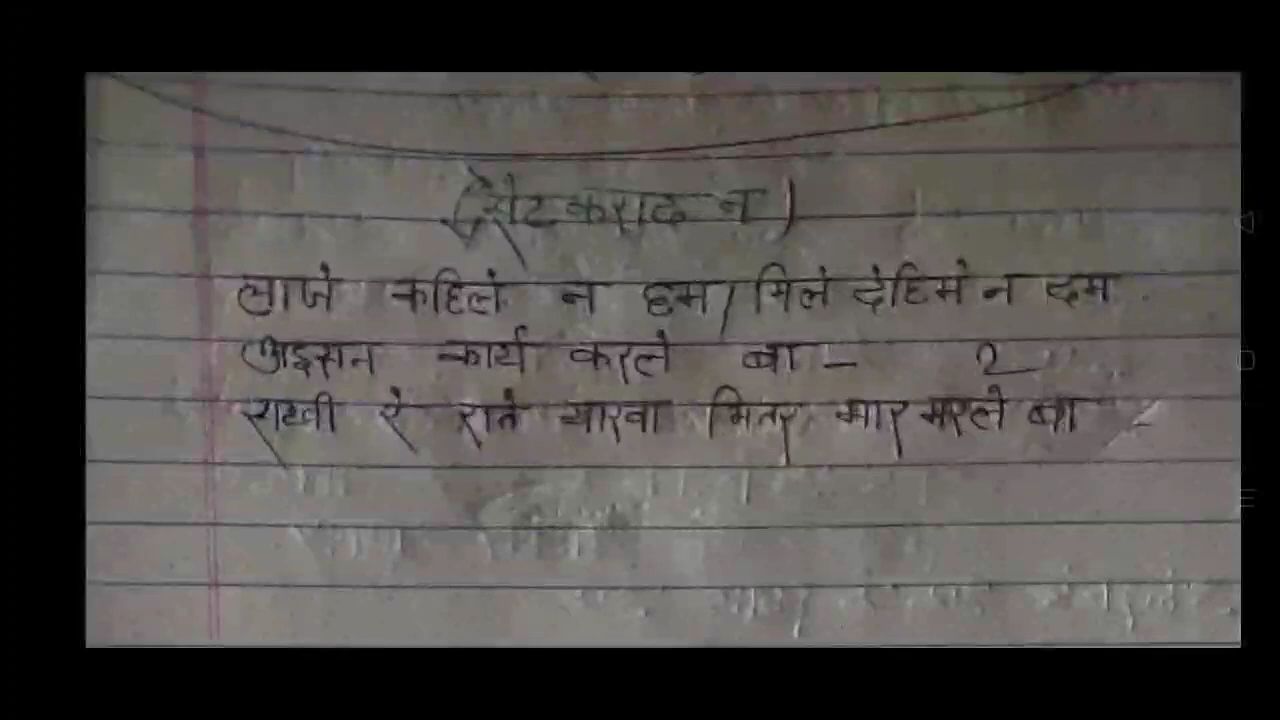 (सेट कराद न)
लाजे कहिले न हम, मिले देहिमे न दम
अइसन कार्य करले बा - 2
राखी रे राते यारवा भितर मार मरले बा -